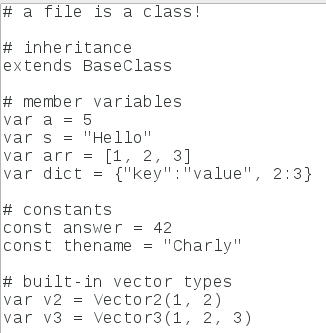 # a file is a class!
# inheritance
extends BaseClass
# member variables
var a = 5
var s = "Hello"
var arr = [1, 2, 3]
var dict = {"key":"value", 2:3}
# constants
const answer = 42
const thename = "Charly"
# built-in vector types
var v2 = Vector2(1, 2)
var v3 = Vector3(1, 2, 3)